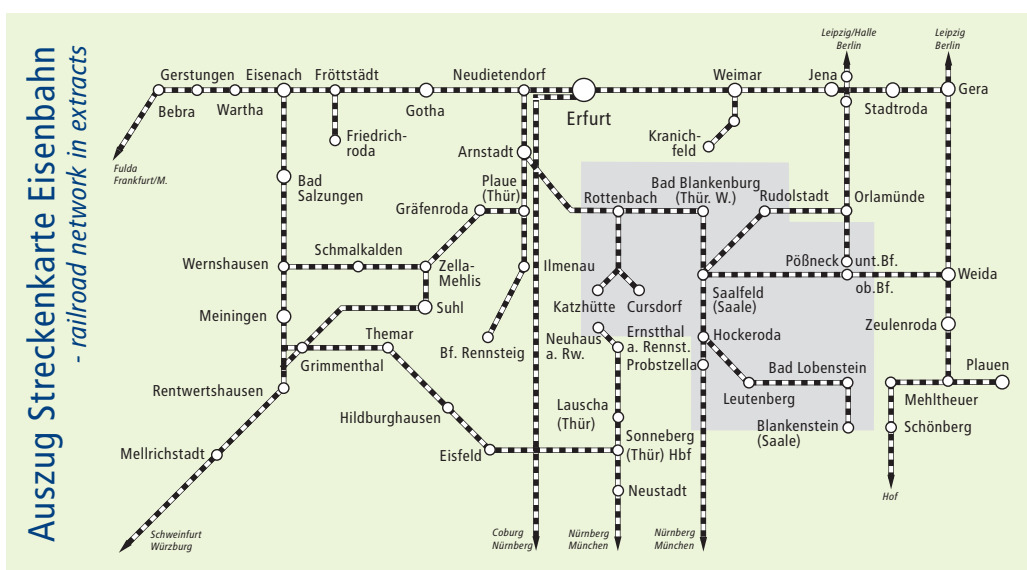 Auszug Streckenkarte Eisenbahn
- railroad network in extracts
Leipzig/Halle
Berlin
Leipzig
Berlin
Gerstungen
Eisenach
Fröttstädt
Neudietendorf
Weimar
Jena
Gera
Bebra
Wartha
Gotha
Erfurt
Stadtroda
Friedrich-
roda
Kranich-
feld
Arnstadt
Fulda
Frankfurt/M.
Bad
Salzungen
Plaue
(Thür)
Gräfenroda
Rottenbach
Bad Blankenburg
(Thür. W.)
Rudolstadt
Orlamünde
Schmalkalden
Wernshausen
Zella-
Mehlis
Ilmenau
Pößneck
unt.Bf.
ob.Bf.
Weida
Katzhütte
Cursdorf
Saalfeld
(Saale)
Suhl
Meiningen
Themar
Bf. Rennsteig
Neuhaus
a. Rw.
Ernstthal
a. Rennst.
Hockeroda
Zeulenroda
Grimmenthal
Probstzella
Bad Lobenstein
Plauen
Rentwertshausen
Leutenberg
Mehltheuer
Hildburghausen
Lauscha
(Thür)
Blankenstein
(Saale)
Schönberg
Mellrichstadt
Eisfeld
Sonneberg
(Thür) Hbf
Neustadt
Hof
Schweinfurt
Würzburg
Coburg
Nürnberg
Nürnberg
München
Nürnberg
München